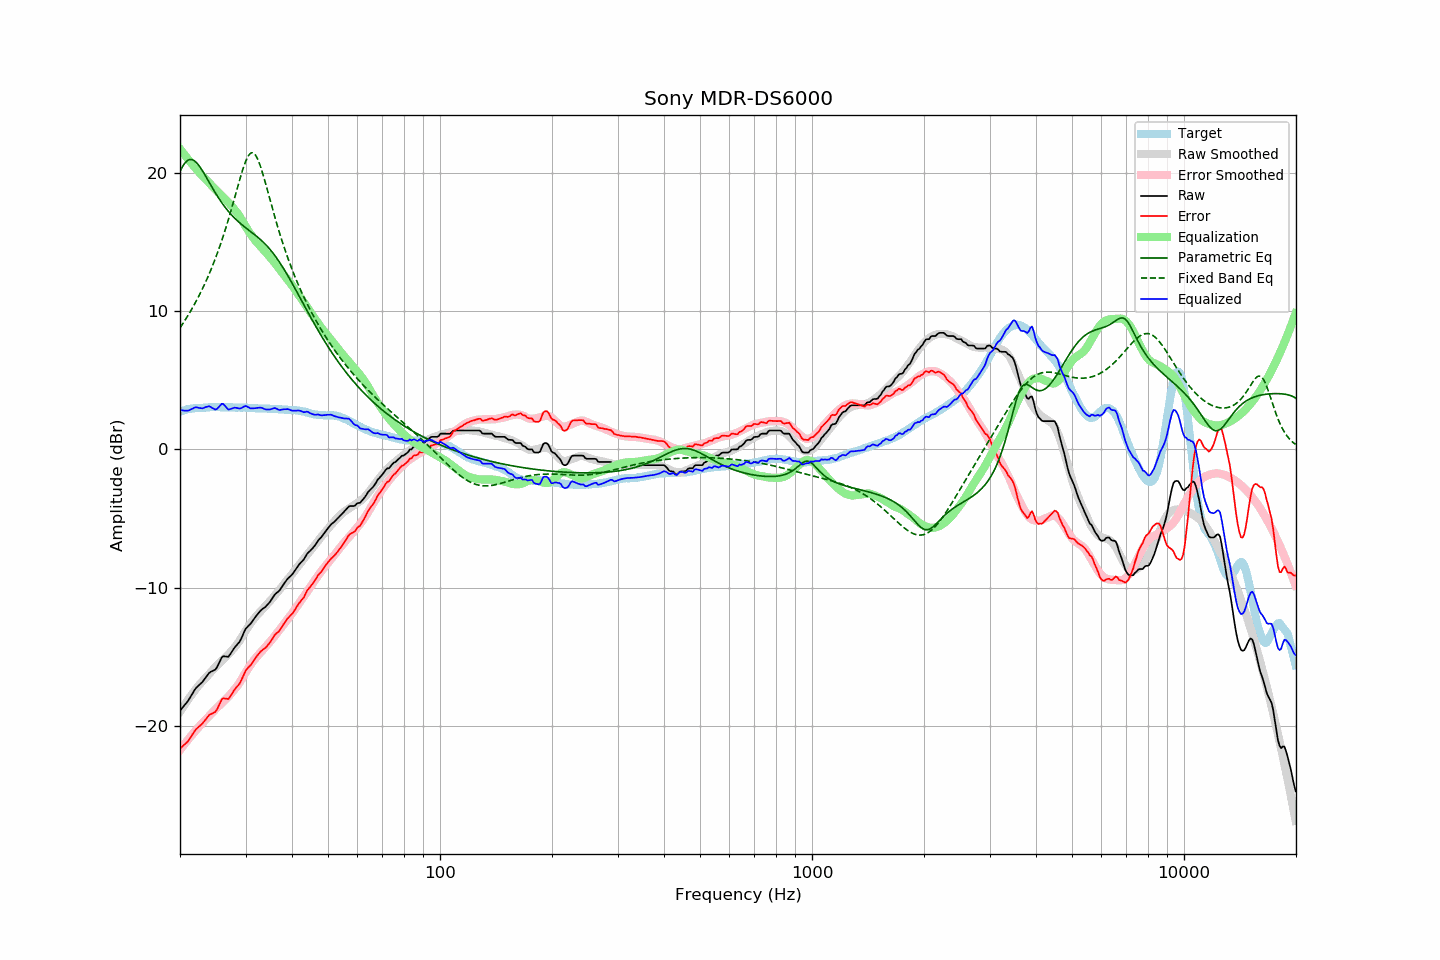 Sony MDR-DS6000
Amplitude (dBr)
20
10
0
−10
−20
100
1000
10000
Frequency (Hz)
Target
Raw Smoothed
Error Smoothed
Raw
Error
Equalization
Parametric Eq
Fixed Band Eq
Equalized